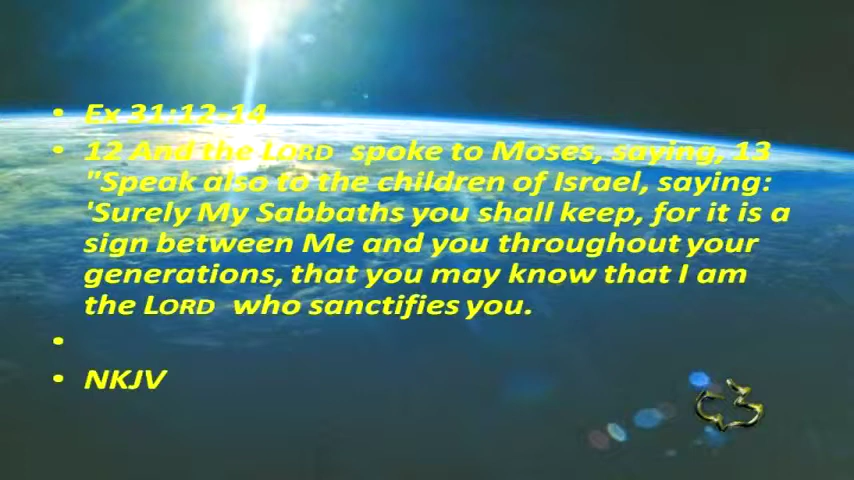 • Ex 31:12-14
• 12 And the LORD spoke to Moses, saying, 13
"Speak also to the children of Israel, saying:
'Surely My Sabbaths you shall keep, for it is a
sign between Me and you throughout your
generations, that you may know that I am
the LORD who sanctifies you.
•
• NKJV